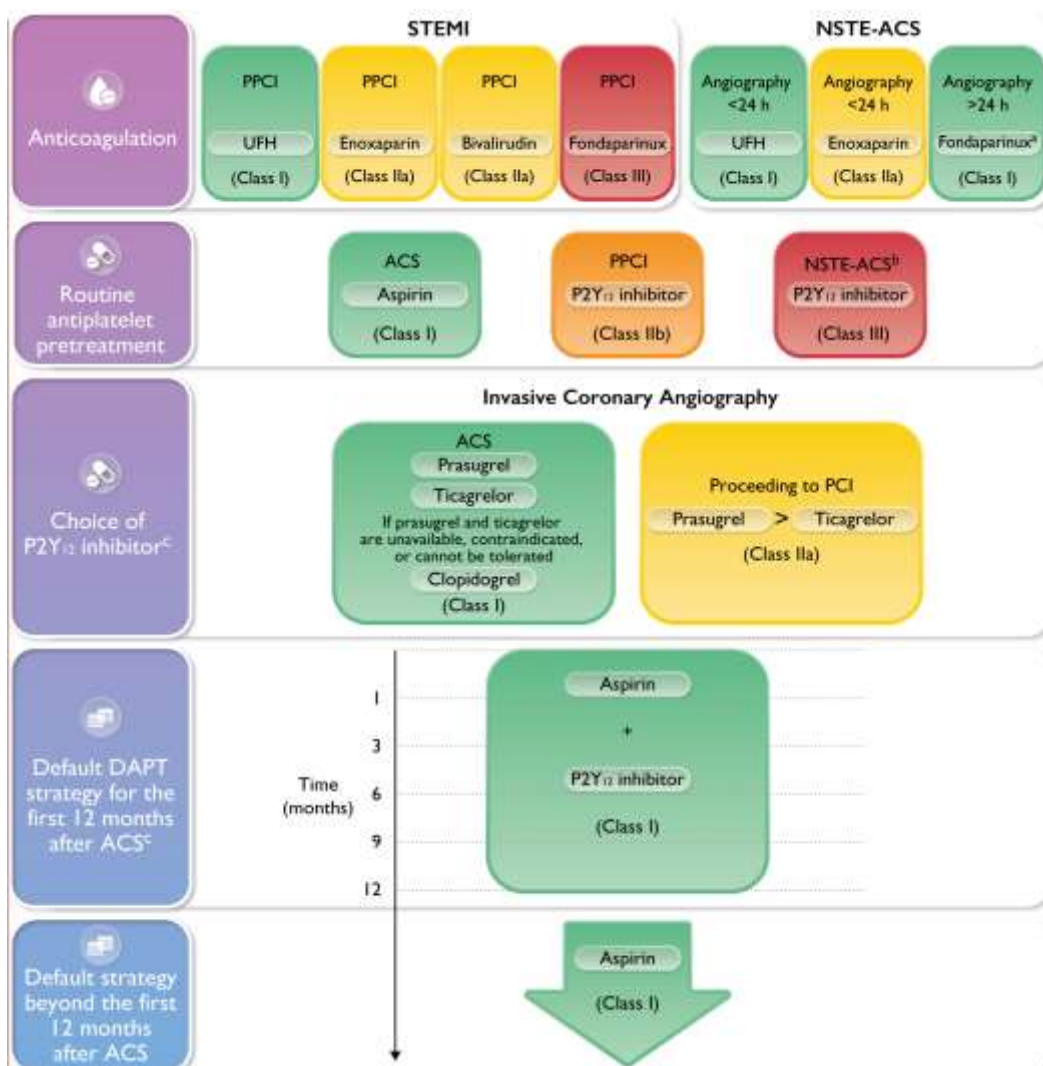 STEMI
NSTE-ACS
Anticoagulation
PPCI
UFH
(Class I)
PPCI
Enoxaparin
(Class IIa)
PPCI
Bivalirudin
(Class IIa)
PPCI
Fondaparinux
(Class III)
Angiography
<24 h
UFH
(Class I)
Angiography
<24 h
Enoxaparin
(Class IIa)
Angiography
>24 h
Fondaparinuxᵃ
(Class I)
Routine
antiplatelet
pretreatment
ACS
Aspirin
(Class I)
PPCI
P2Y₁₂ inhibitor
(Class IIb)
NSTE-ACSᵇ
P2Y₁₂ inhibitor
(Class III)
Choice of
P2Y₁₂ inhibitorᶜ
Invasive Coronary Angiography
ACS
Prasugrel
Ticagrelor
If prasugrel and ticagrelor
are unavailable, contraindicated,
or cannot be tolerated
Clopidogrel
(Class I)
Proceeding to PCI
Prasugrel > Ticagrelor
(Class IIa)
Default DAPT
strategy for the
first 12 months
after ACSᶜ
Time
(months)
1
3
6
9
12
Aspirin
+
P2Y₁₂ inhibitor
(Class I)
Default strategy
beyond the first
12 months
after ACS
Aspirin
(Class I)